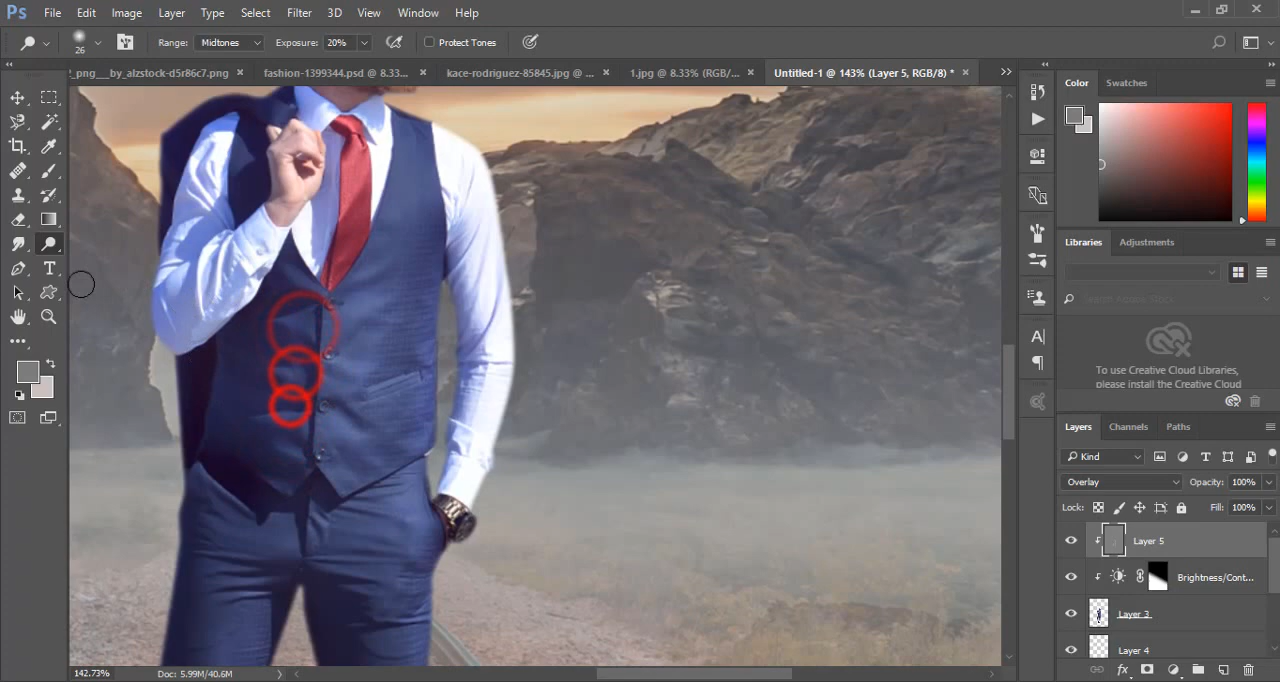 Ps File Edit Image Layer Type Select Filter 3D View Window Help
26 Range: Midtones Exposure: 20% Protect Tones
_png___by_alzstock-d5r86c7.png × fashion-1399344.psd @ 8.33... × kace-rodriguez-85845.jpg @ ... × 1.jpg @ 8.33% (RGB/... × Untitled-1 @ 143% (Layer 5, RGB/8) * ×
Color Swatches
Libraries Adjustments
Search Adobe Stock
To use Creative Cloud Libraries,
please install the Creative Cloud
Layers Channels Paths
Kind
Overlay Opacity: 100%
Lock: Fill: 100%
Layer 5
Brightness/Cont...
Layer 3
Layer 4
142.73% Doc: 5.99M/40.6M